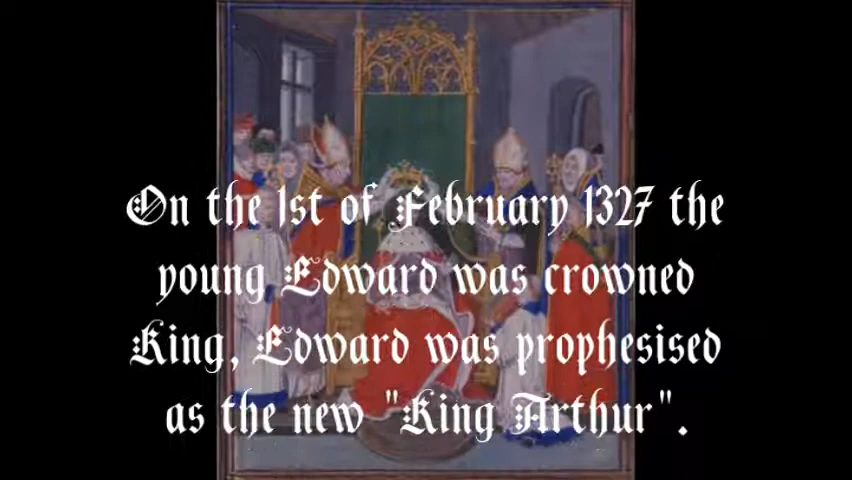 On the 1st of February 1327 the
young Edward was crowned
King, Edward was prophesised
as the new "King Arthur".